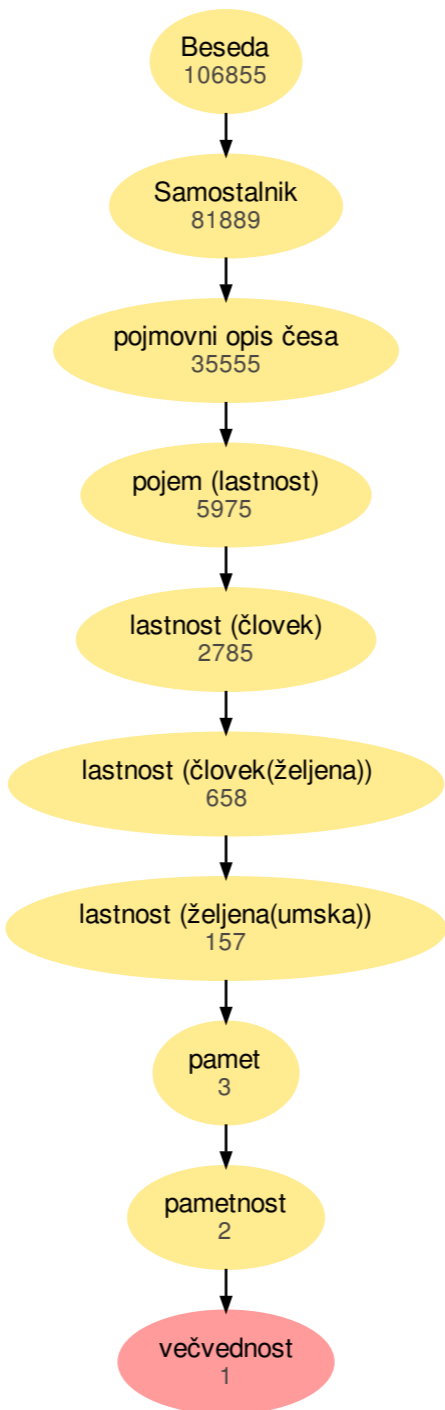 Beseda
106855
Samostalnik
81889
pojmovni opis česa
35555
pojem (lastnost)
5975
lastnost (človek)
2785
lastnost (človek(željena))
658
lastnost (željena(umska))
157
pamet
3
pametnost
2
večvednost
1